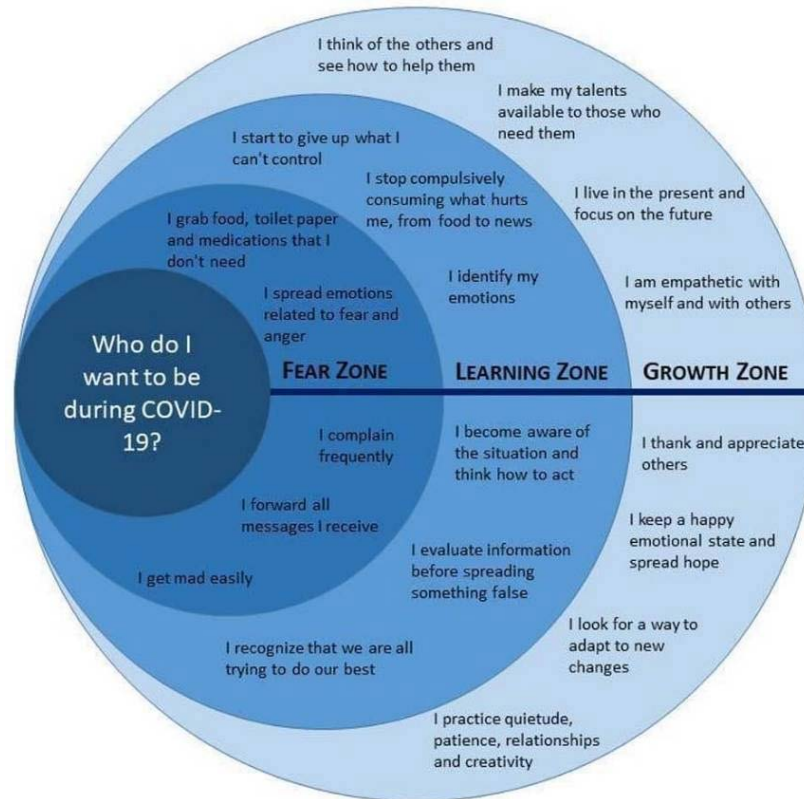 I think of the others and
see how to help them
I make my talents
available to those who
need them
I start to give up what I
can't control
I stop compulsively
consuming what hurts
me, from food to news
I live in the present and
focus on the future
I grab food, toilet paper
and medications that I
don't need
I identify my
emotions
I am empathetic with
myself and with others
I spread emotions
related to fear and
anger
Who do I
want to be
during COVID-
19?
FEAR ZONE
LEARNING ZONE
GROWTH ZONE
I complain
frequently
I become aware of
the situation and
think how to act
I thank and appreciate
others
I forward all
messages I receive
I keep a happy
emotional state and
spread hope
I get mad easily
I evaluate information
before spreading
something false
I look for a way to
adapt to new
changes
I recognize that we are all
trying to do our best
I practice quietude,
patience, relationships
and creativity